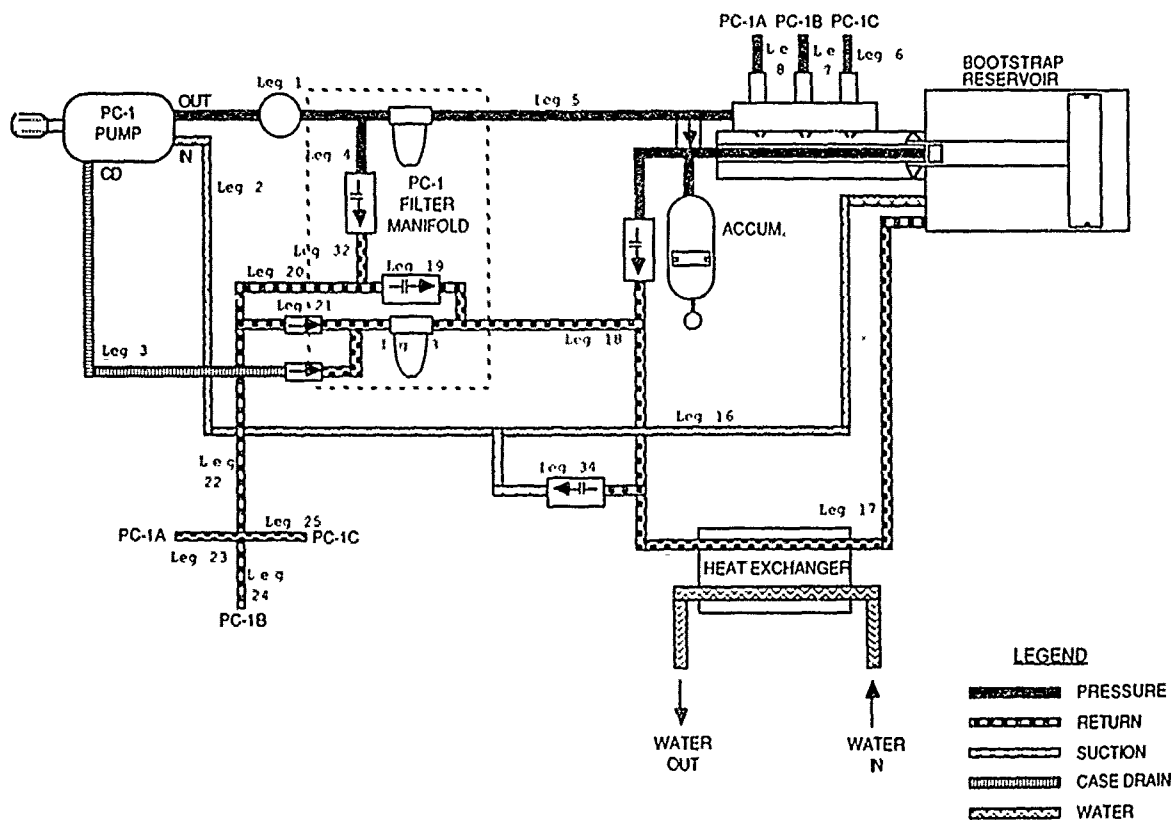 PC-1A PC-1B PC-1C
Leg 8
Leg 7
Leg 6
BOOTSTRAP
RESERVOIR
Leg 1
OUT
Leg 5
PC-1
PUMP
IN
CD
Leg 4
Leg 2
PC-1
FILTER
MANIFOLD
ACCUM.
Leg 32
Leg 20
Leg 19
Leg 21
Leg 18
Leg 3
Leg 16
Leg 22
Leg 34
Leg 17
Leg 25
PC-1A
PC-1C
Leg 23
Leg 24
PC-1B
HEAT EXCHANGER
WATER
OUT
WATER
IN
LEGEND
PRESSURE
RETURN
SUCTION
CASE DRAIN
WATER